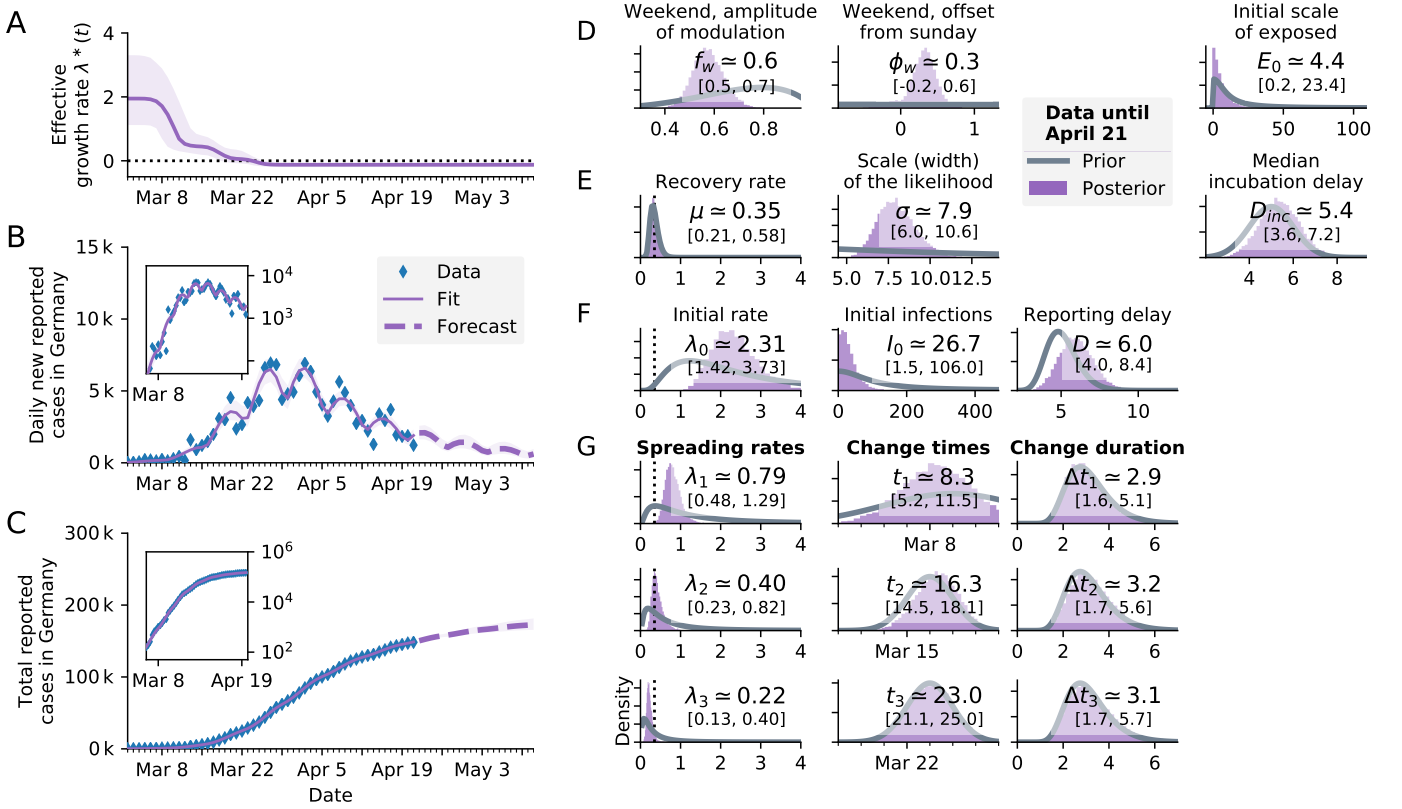 A
Effective
growth rate λ*(t)
4
2
0
Mar 8
Mar 22
Apr 5
Apr 19
May 3
B
Daily new reported
cases in Germany
15 k
10 k
5 k
0 k
10⁴
10³
Mar 8
Data
Fit
Forecast
Mar 8
Mar 22
Apr 5
Apr 19
May 3
C
Total reported
cases in Germany
300 k
200 k
100 k
0 k
10⁶
10⁴
10²
Mar 8
Apr 19
Mar 8
Mar 22
Apr 5
Apr 19
May 3
Date
D
Weekend, amplitude
of modulation
f_w ≃ 0.6
[0.5, 0.7]
0.4
0.6
0.8
Weekend, offset
from sunday
ϕ_w ≃ 0.3
[-0.2, 0.6]
0
1
Data until
April 21
Prior
Posterior
Initial scale
of exposed
E₀ ≃ 4.4
[0.2, 23.4]
0
50
100
E
Recovery rate
μ ≃ 0.35
[0.21, 0.58]
0
1
2
3
4
Scale (width)
of the likelihood
σ ≃ 7.9
[6.0, 10.6]
5.0
7.5
10.0
12.5
Median
incubation delay
D_inc ≃ 5.4
[3.6, 7.2]
4
6
8
F
Initial rate
λ₀ ≃ 2.31
[1.42, 3.73]
0
1
2
3
4
Initial infections
I₀ ≃ 26.7
[1.5, 106.0]
0
200
400
Reporting delay
D ≃ 6.0
[4.0, 8.4]
5
10
G
Spreading rates
λ₁ ≃ 0.79
[0.48, 1.29]
0
1
2
3
4
Change times
t₁ ≃ 8.3
[5.2, 11.5]
Mar 8
Change duration
Δt₁ ≃ 2.9
[1.6, 5.1]
0
2
4
6
λ₂ ≃ 0.40
[0.23, 0.82]
0
1
2
3
4
t₂ ≃ 16.3
[14.5, 18.1]
Mar 15
Δt₂ ≃ 3.2
[1.7, 5.6]
0
2
4
6
Density
λ₃ ≃ 0.22
[0.13, 0.40]
0
1
2
3
4
t₃ ≃ 23.0
[21.1, 25.0]
Mar 22
Δt₃ ≃ 3.1
[1.7, 5.7]
0
2
4
6